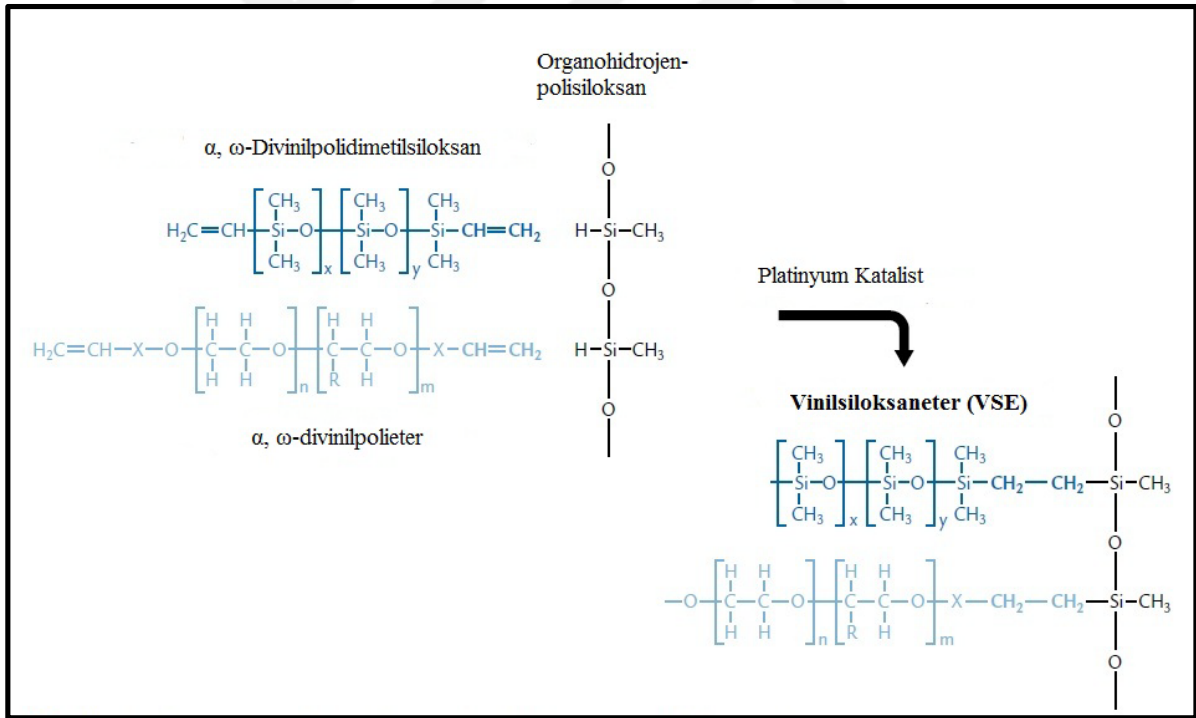 Organohidrojen-
polisiloksan
α, ω-Divinilpolidimetilsiloksan
O
CH₃ CH₃ CH₃
H₂C=CH-Si-O-Si-O-Si-CH=CH₂ H-Si-CH₃
CH₃ x CH₃ y CH₃
O
Platinyum Katalist
H H H H
H₂C=CH-X-O-C-C-O-C-C-O-X-CH=CH₂ H-Si-CH₃
H H n R H m
O
α, ω-divinilpolieter
Vinilsiloksaneter (VSE)
O
CH₃ CH₃ CH₃
-Si-O-Si-O-Si-CH₂-CH₂-Si-CH₃
CH₃ x CH₃ y CH₃
O
H H H H
-O-C-C-O-C-C-O-X-CH₂-CH₂-Si-CH₃
H H n R H m
O